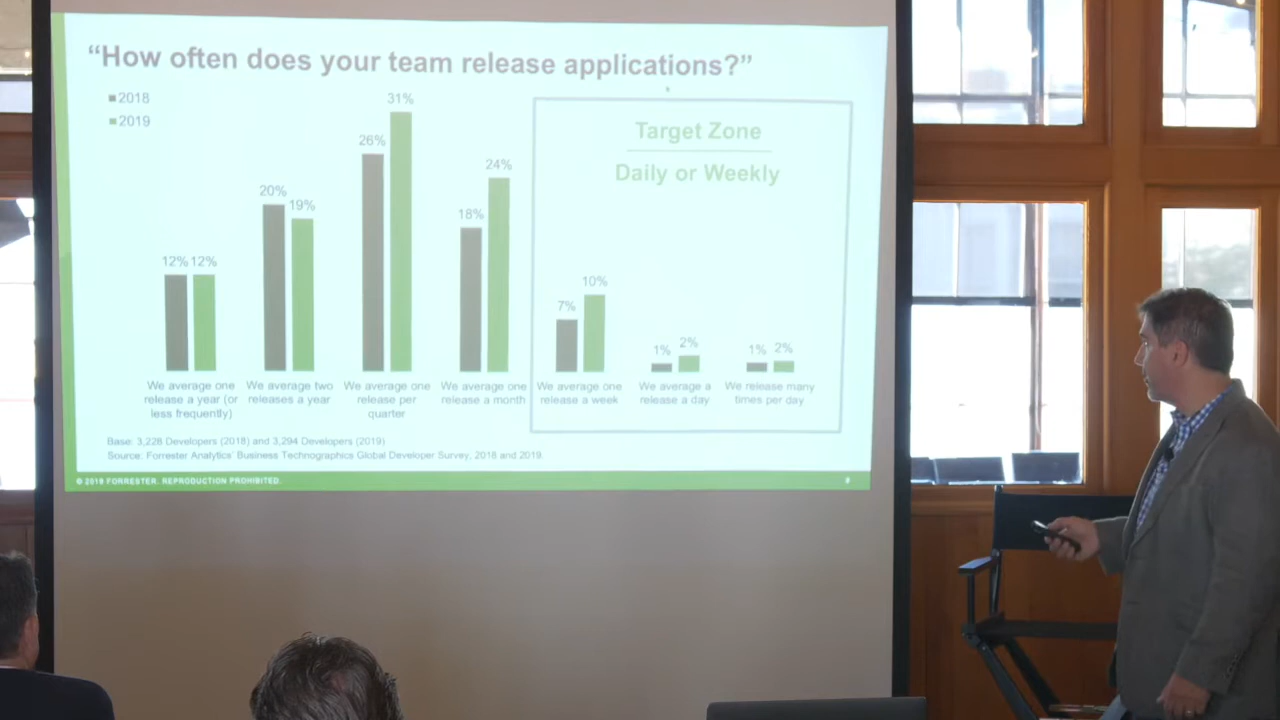 “How often does your team release applications?”
2018
2019
Target Zone
Daily or Weekly
12% 12%
20%
19%
26%
31%
18%
24%
7%
10%
1%
2%
1%
2%
We average one
release a year (or
less frequently)
We average two
releases a year
We average one
release per
quarter
We average one
release a month
We average one
release a week
We average a
release a day
We release many
times per day
Base: 3,228 Developers (2018) and 3,294 Developers (2019)
Source: Forrester Analytics’ Business Technographics Global Developer Survey, 2018 and 2019.
FORRESTER. REPRODUCTION PROHIBITED.